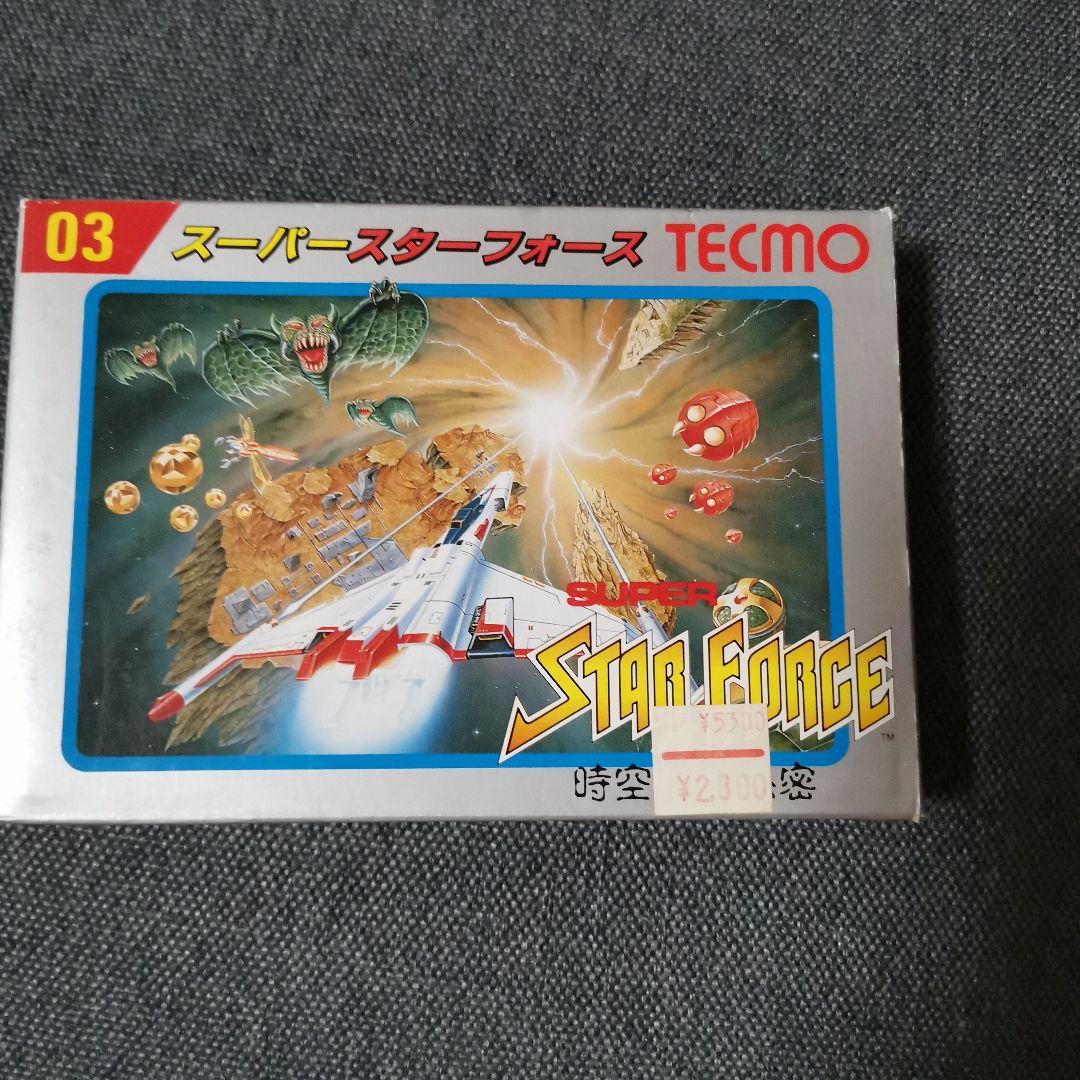 03
スーパースターフォース
TECMO
SUPER
STAR FORCE
TM
¥5300
¥2,800
時空 密